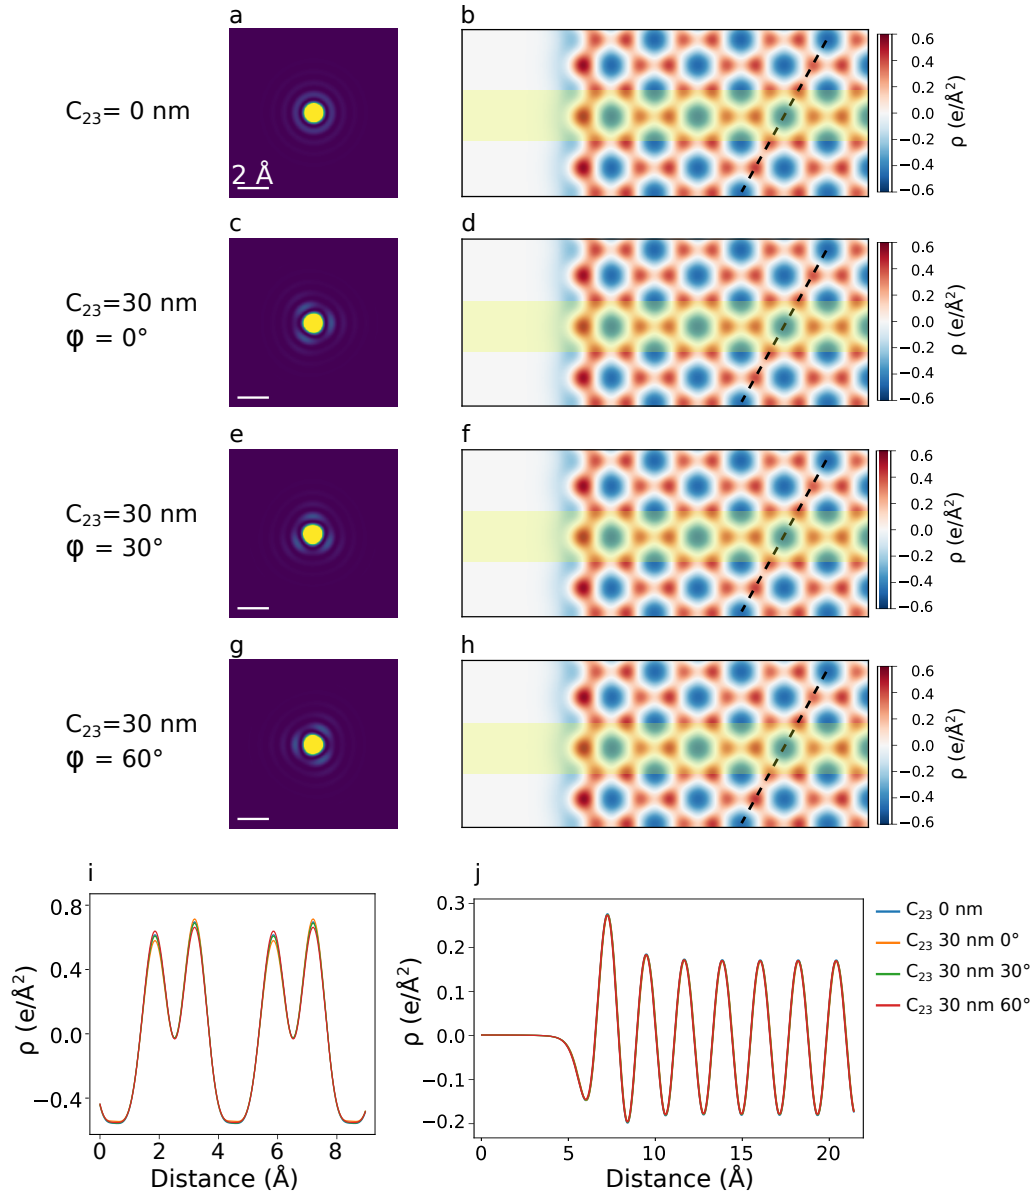 a
b
C₂₃= 0 nm
2 Å
0.6
0.4
0.2
0.0
−0.2
−0.4
−0.6
ρ (e/Å²)
c
d
C₂₃=30 nm
φ = 0°
0.6
0.4
0.2
0.0
−0.2
−0.4
−0.6
ρ (e/Å²)
e
f
C₂₃=30 nm
φ = 30°
0.6
0.4
0.2
0.0
−0.2
−0.4
−0.6
ρ (e/Å²)
g
h
C₂₃=30 nm
φ = 60°
0.6
0.4
0.2
0.0
−0.2
−0.4
−0.6
ρ (e/Å²)
i
0.8
0.4
0.0
−0.4
ρ (e/Å²)
0 2 4 6 8
Distance (Å)
j
0.3
0.2
0.1
0.0
−0.1
−0.2
ρ (e/Å²)
0 5 10 15 20
Distance (Å)
C₂₃ 0 nm
C₂₃ 30 nm 0°
C₂₃ 30 nm 30°
C₂₃ 30 nm 60°